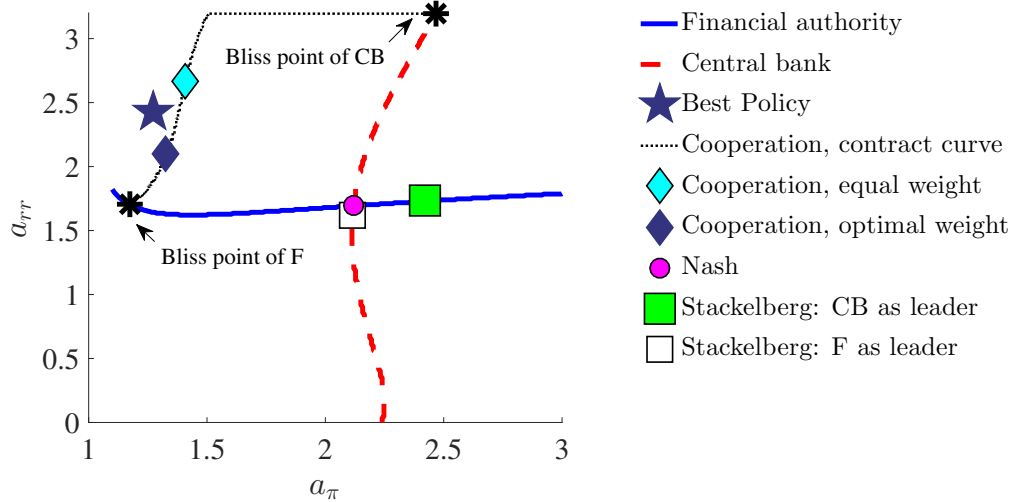 3
2.5
2
1.5
1
0.5
0
a_rr
1
1.5
2
2.5
3
a_π
Bliss point of CB
Bliss point of F
Financial authority
Central bank
Best Policy
Cooperation, contract curve
Cooperation, equal weight
Cooperation, optimal weight
Nash
Stackelberg: CB as leader
Stackelberg: F as leader